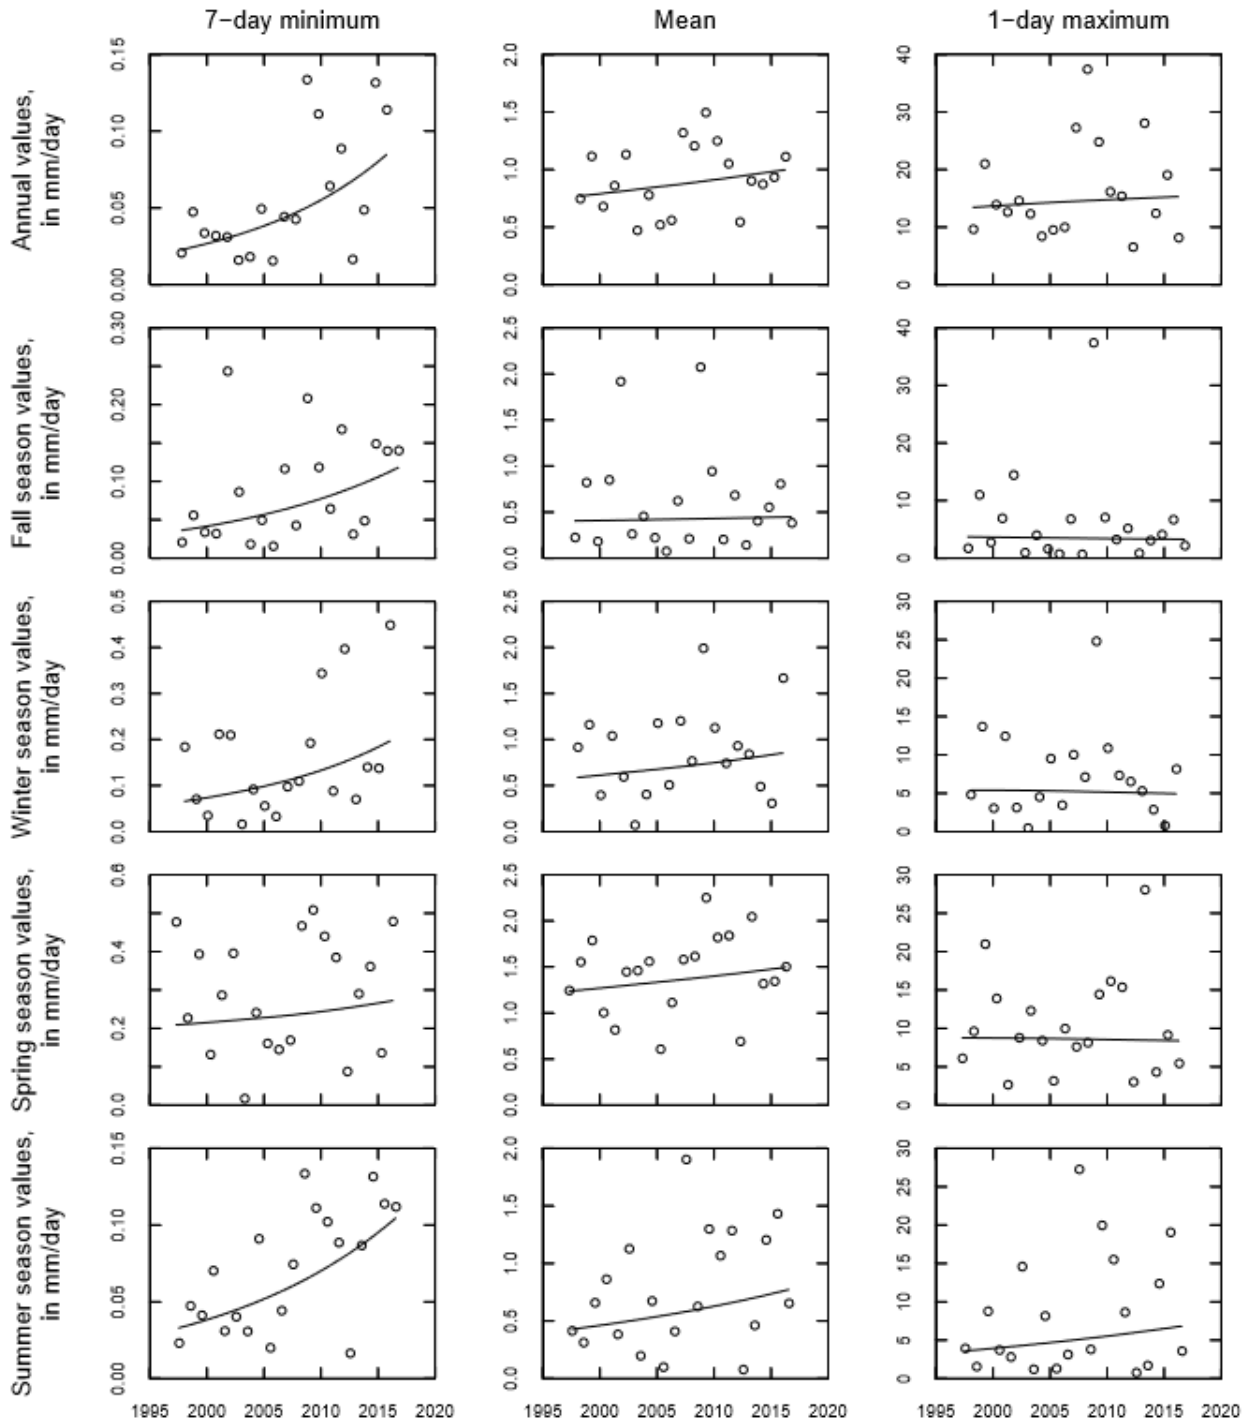 7-day minimum Mean 1-day maximum
Annual values,
in mm/day
0.00 0.05 0.10 0.15
0.0 0.5 1.0 1.5 2.0
0 10 20 30 40
Fall season values,
in mm/day
0.00 0.10 0.20 0.30
0.0 0.5 1.0 1.5 2.0 2.5
0 10 20 30 40
Winter season values,
in mm/day
0.0 0.1 0.2 0.3 0.4 0.5
0.0 0.5 1.0 1.5 2.0 2.5
0 5 10 15 20 25 30
Spring season values,
in mm/day
0.0 0.2 0.4 0.6
0.0 0.5 1.0 1.5 2.0 2.5
0 5 10 15 20 25 30
Summer season values,
in mm/day
0.00 0.05 0.10 0.15
0.0 0.5 1.0 1.5 2.0
0 5 10 15 20 25 30
1995 2000 2005 2010 2015 2020
1995 2000 2005 2010 2015 2020
1995 2000 2005 2010 2015 2020